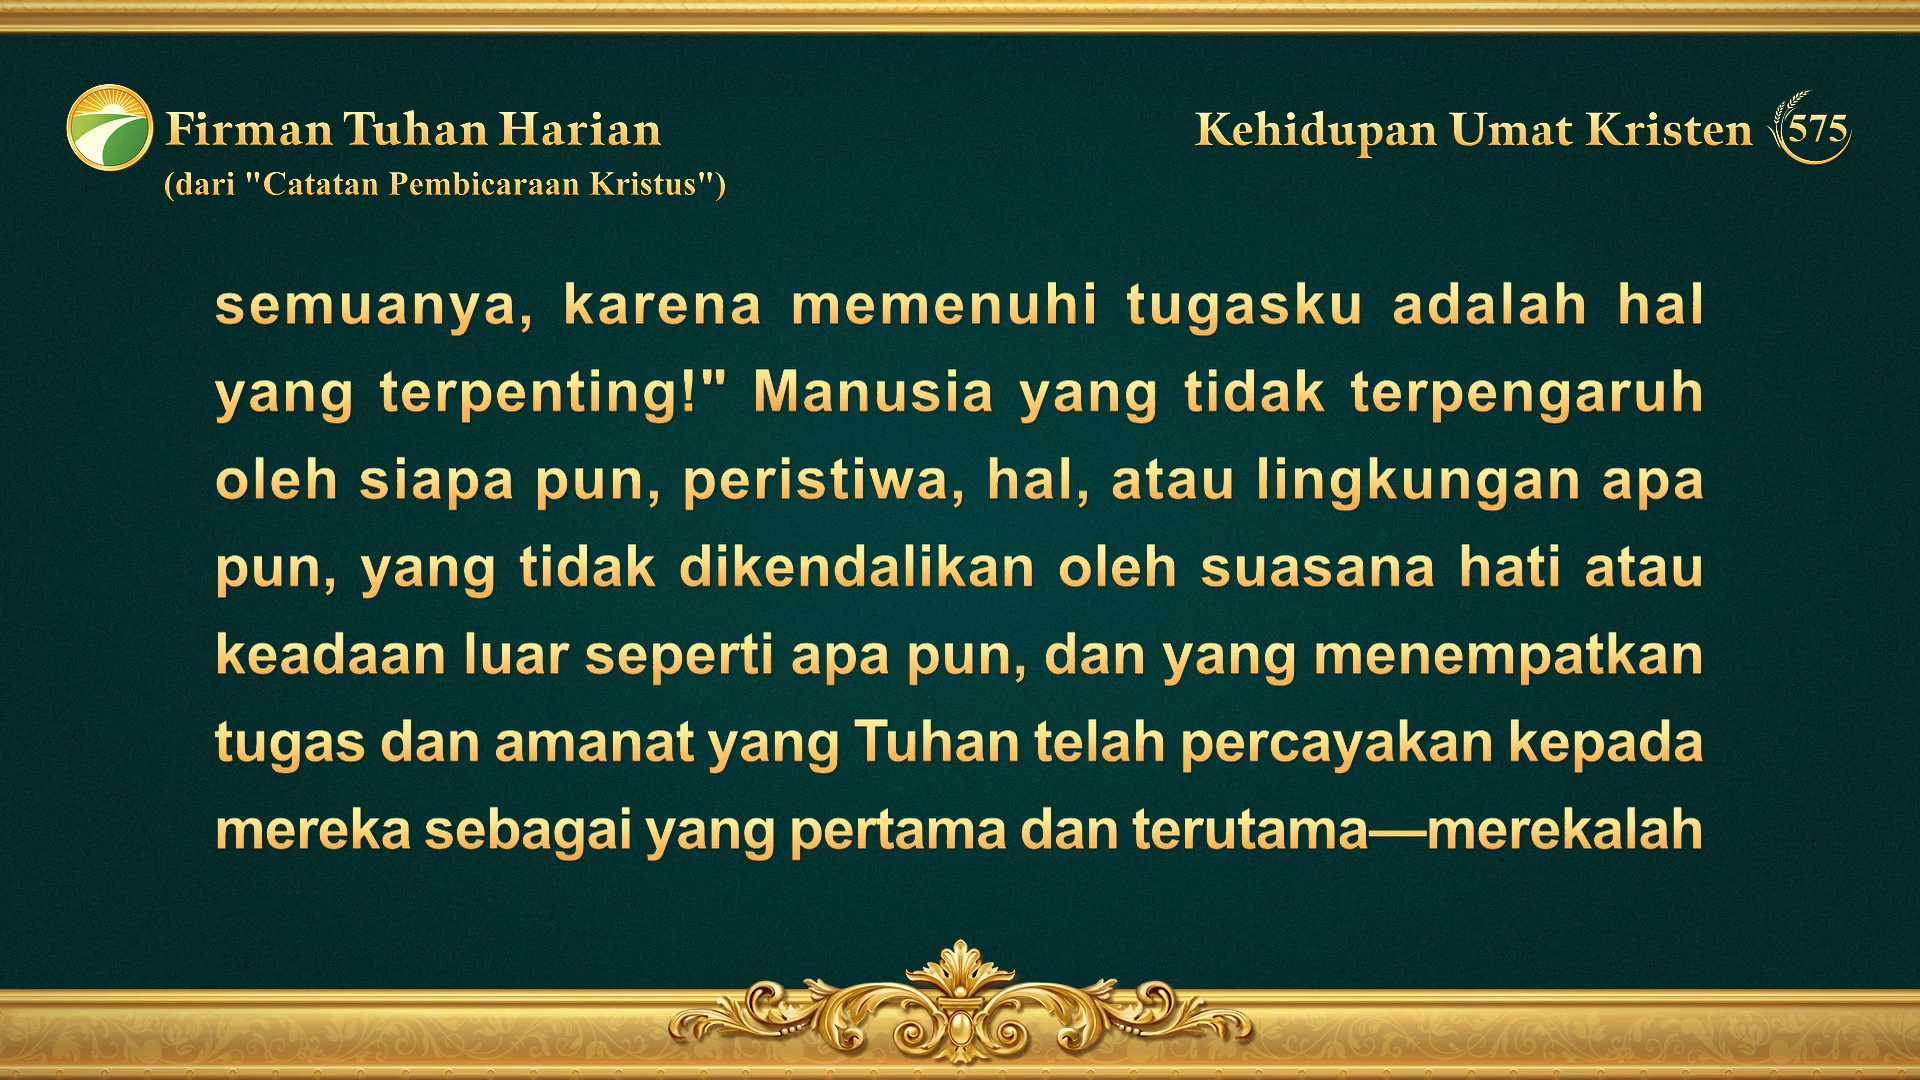 Firman Tuhan Harian
(dari "Catatan Pembicaraan Kristus")
Kehidupan Umat Kristen 575
semuanya, karena memenuhi tugasku adalah hal
yang terpenting!" Manusia yang tidak terpengaruh
oleh siapa pun, peristiwa, hal, atau lingkungan apa
pun, yang tidak dikendalikan oleh suasana hati atau
keadaan luar seperti apa pun, dan yang menempatkan
tugas dan amanat yang Tuhan telah percayakan kepada
mereka sebagai yang pertama dan terutama—merekalah